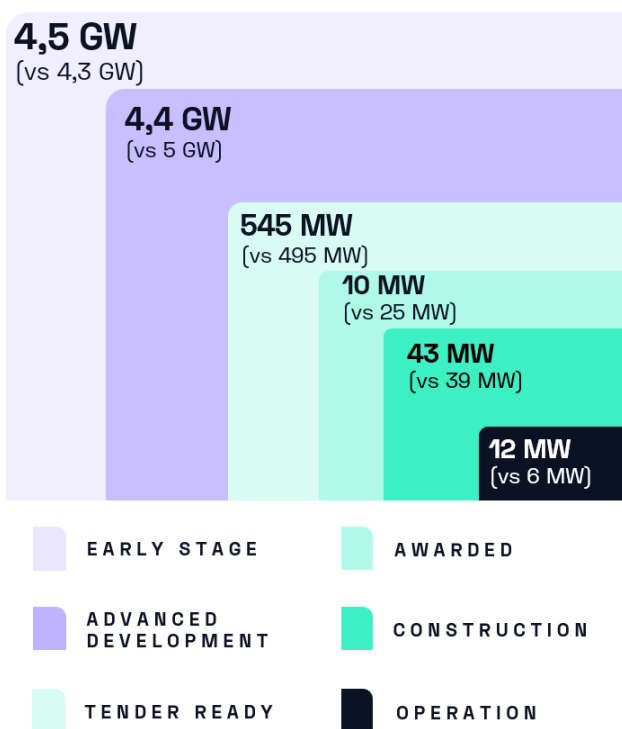 4,5 GW
(vs 4,3 GW)
4,4 GW
(vs 5 GW)
545 MW
(vs 495 MW)
10 MW
(vs 25 MW)
43 MW
(vs 39 MW)
12 MW
(vs 6 MW)
EARLY STAGE
AWARDED
ADVANCED
DEVELOPMENT
CONSTRUCTION
TENDER READY
OPERATION